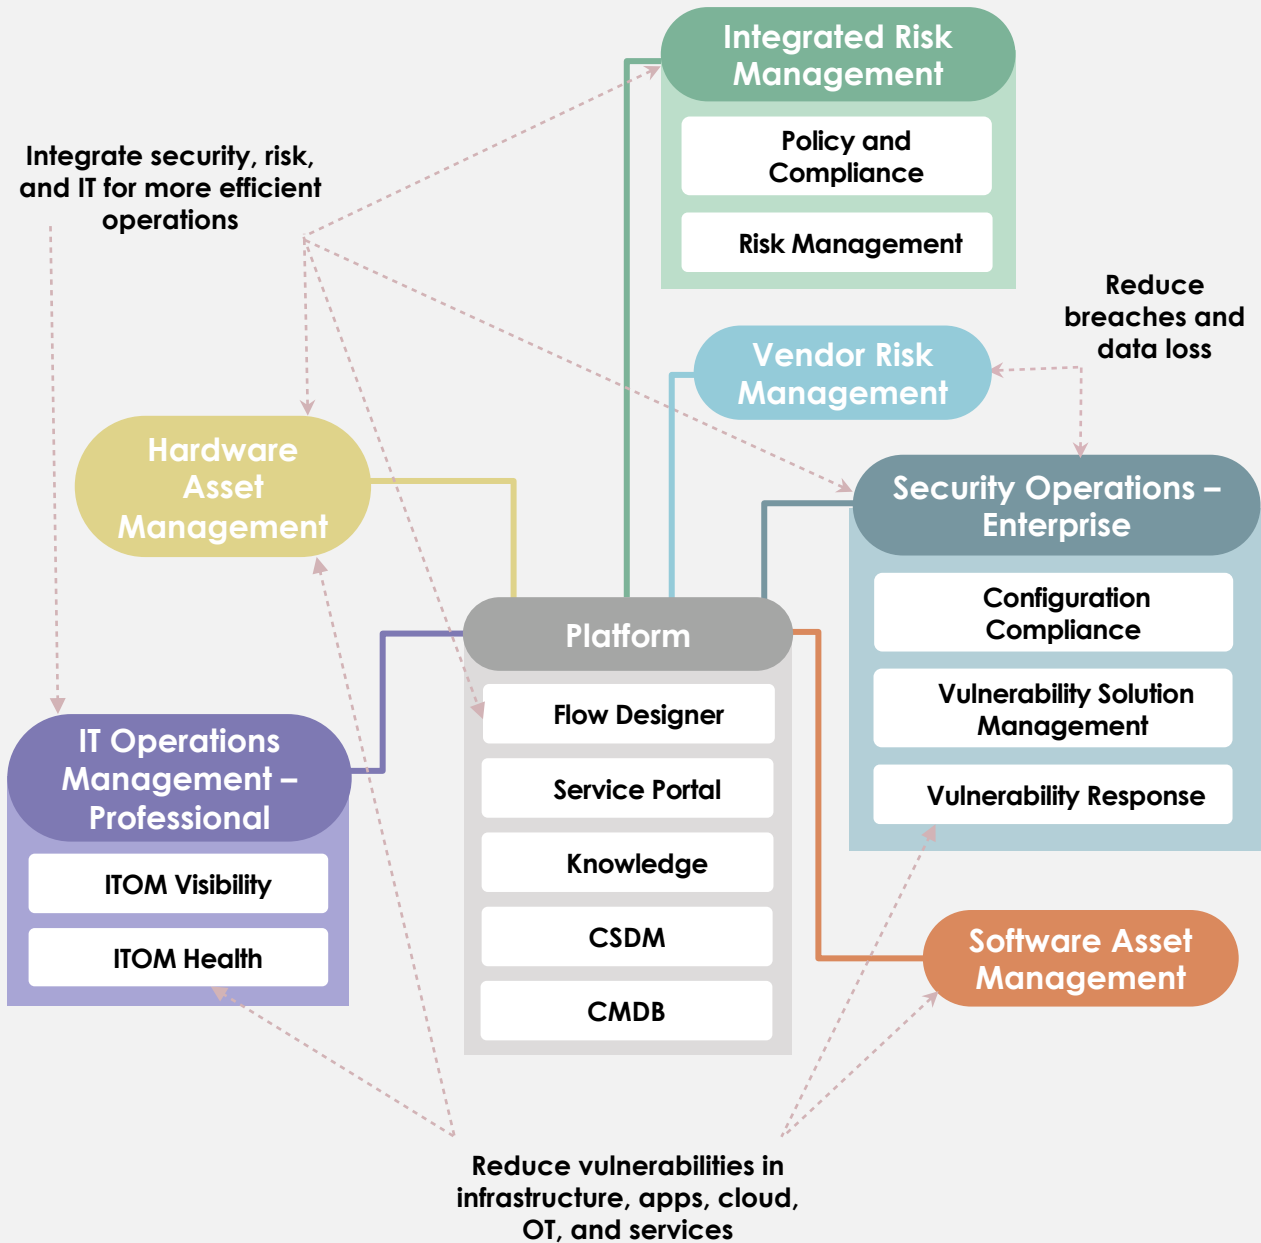 Integrated Risk
Management
Policy and
Compliance
Risk Management
Integrate security, risk,
and IT for more efficient
operations
Reduce
breaches and
data loss
Vendor Risk
Management
Hardware
Asset
Management
Security Operations –
Enterprise
Configuration
Compliance
Vulnerability Solution
Management
Vulnerability Response
Platform
Flow Designer
Service Portal
Knowledge
CSDM
CMDB
IT Operations
Management –
Professional
ITOM Visibility
ITOM Health
Software Asset
Management
Reduce vulnerabilities in
infrastructure, apps, cloud,
OT, and services